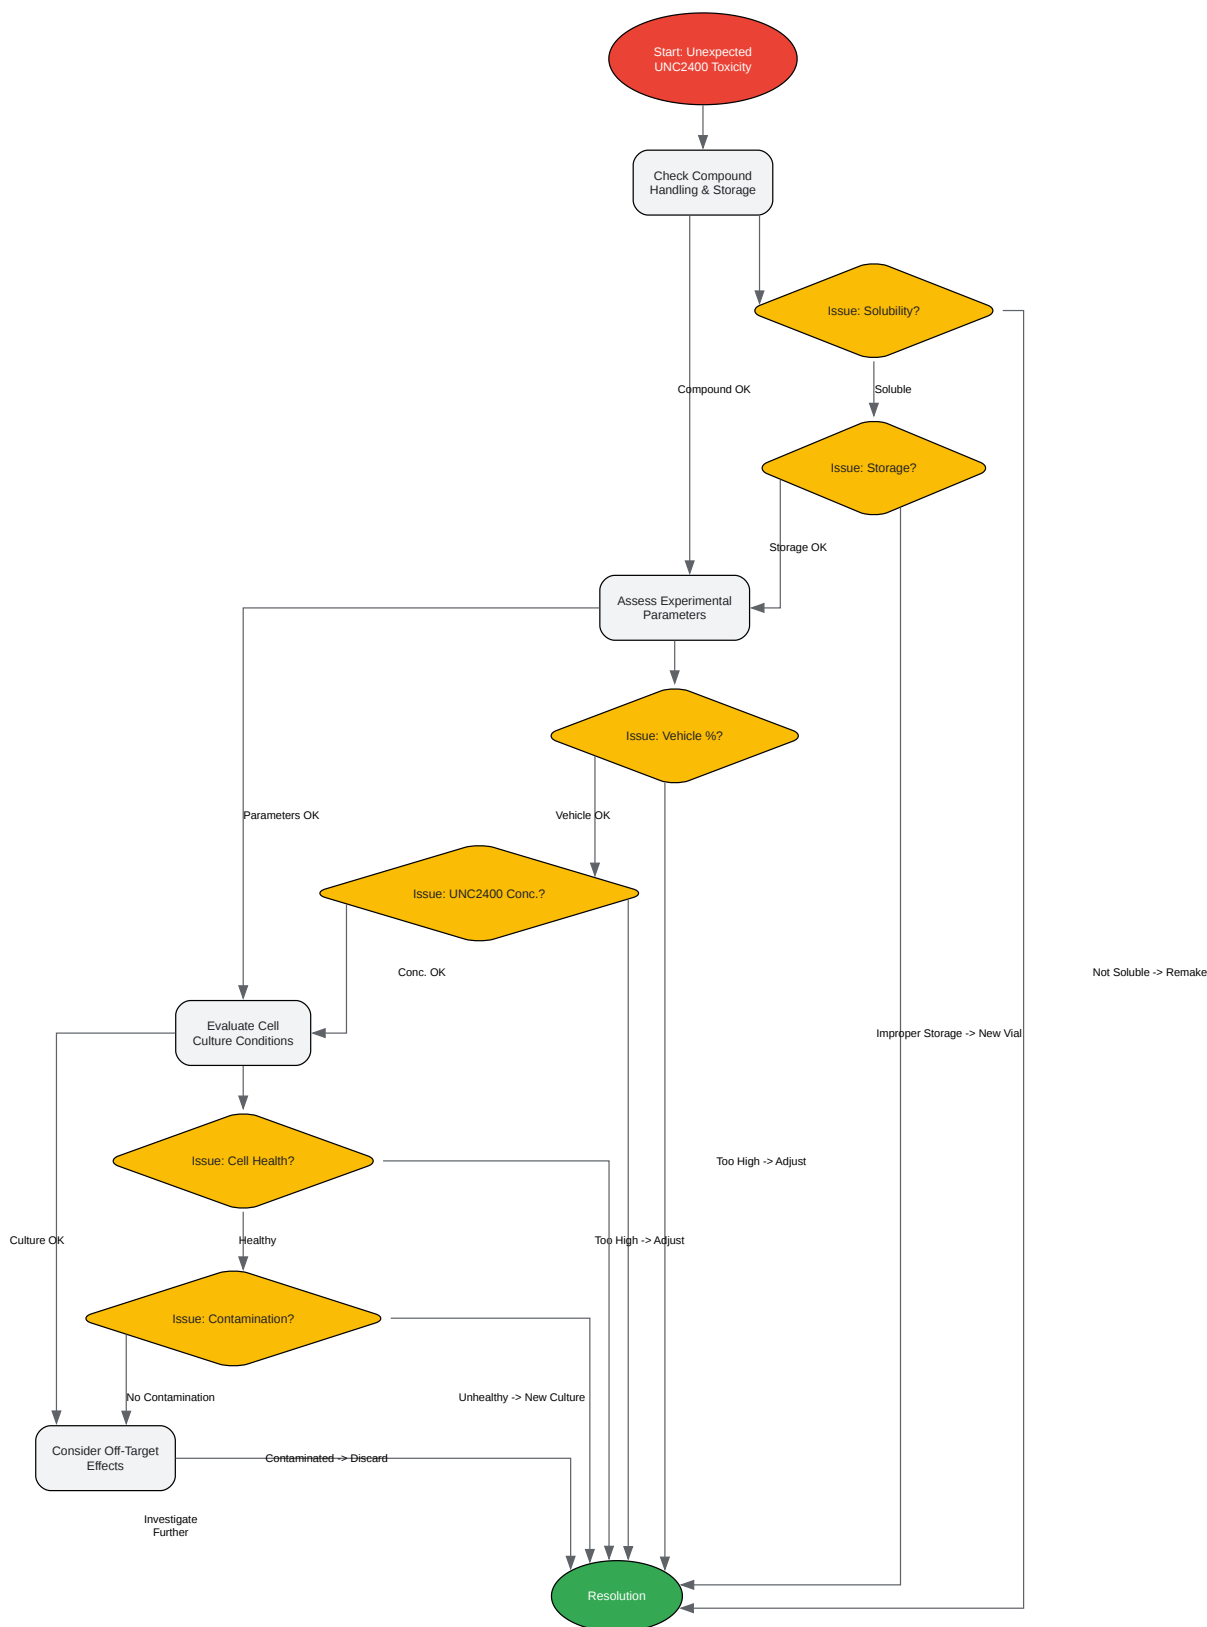 Start: Unexpected
UNC2400 Toxicity
Check Compound
Handling & Storage
Issue: Solubility?
Compound OK
Soluble
Issue: Storage?
Storage OK
Assess Experimental
Parameters
Issue: Vehicle %?
Parameters OK
Vehicle OK
Issue: UNC2400 Conc.?
Conc. OK
Not Soluble -> Remake
Evaluate Cell
Culture Conditions
Improper Storage -> New Vial
Issue: Cell Health?
Too High -> Adjust
Culture OK
Healthy
Too High -> Adjust
Issue: Contamination?
No Contamination
Unhealthy -> New Culture
Consider Off-Target
Effects
Contaminated -> Discard
Investigate
Further
Resolution